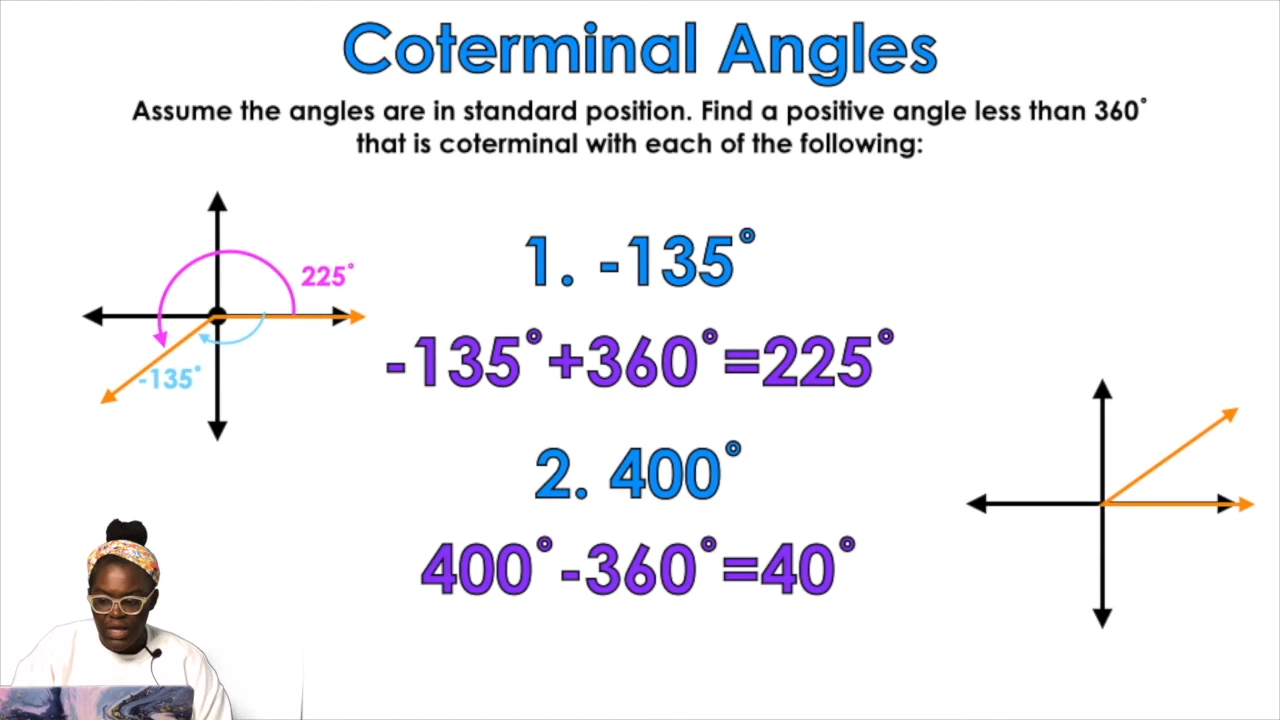 Coterminal Angles
Assume the angles are in standard position. Find a positive angle less than 360°
that is coterminal with each of the following:
225°
-135°
1. -135°
-135°+360°=225°
2. 400°
400°-360°=40°